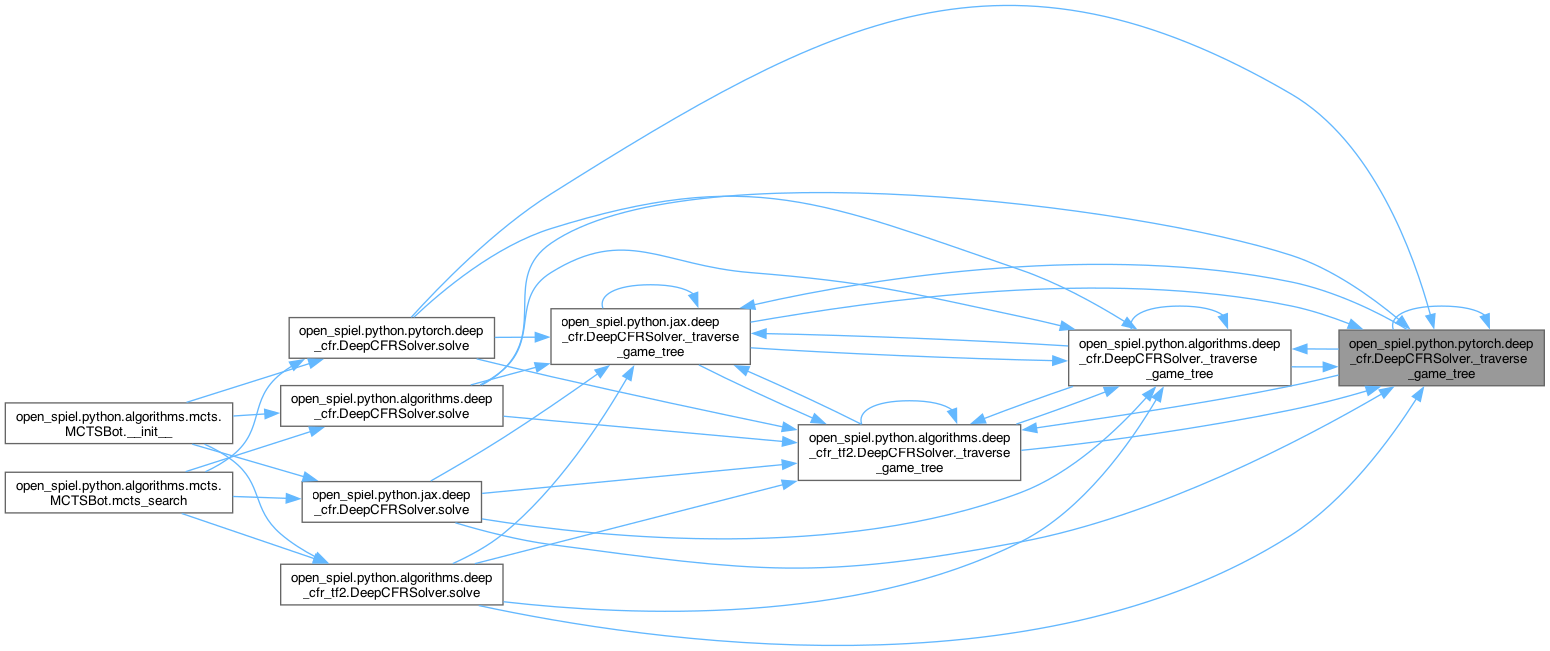 open_spiel.python.pytorch.deep
_cfr.DeepCFRSolver.solve
open_spiel.python.algorithms.deep
_cfr.DeepCFRSolver.solve
open_spiel.python.algorithms.mcts.
MCTSBot.__init__
open_spiel.python.algorithms.mcts.
MCTSBot.mcts_search
open_spiel.python.jax.deep
_cfr.DeepCFRSolver.solve
open_spiel.python.algorithms.deep
_cfr_tf2.DeepCFRSolver.solve
open_spiel.python.jax.deep
_cfr.DeepCFRSolver._traverse
_game_tree
open_spiel.python.algorithms.deep
_cfr_tf2.DeepCFRSolver._traverse
_game_tree
open_spiel.python.algorithms.deep
_cfr.DeepCFRSolver._traverse
_game_tree
open_spiel.python.pytorch.deep
_cfr.DeepCFRSolver._traverse
_game_tree